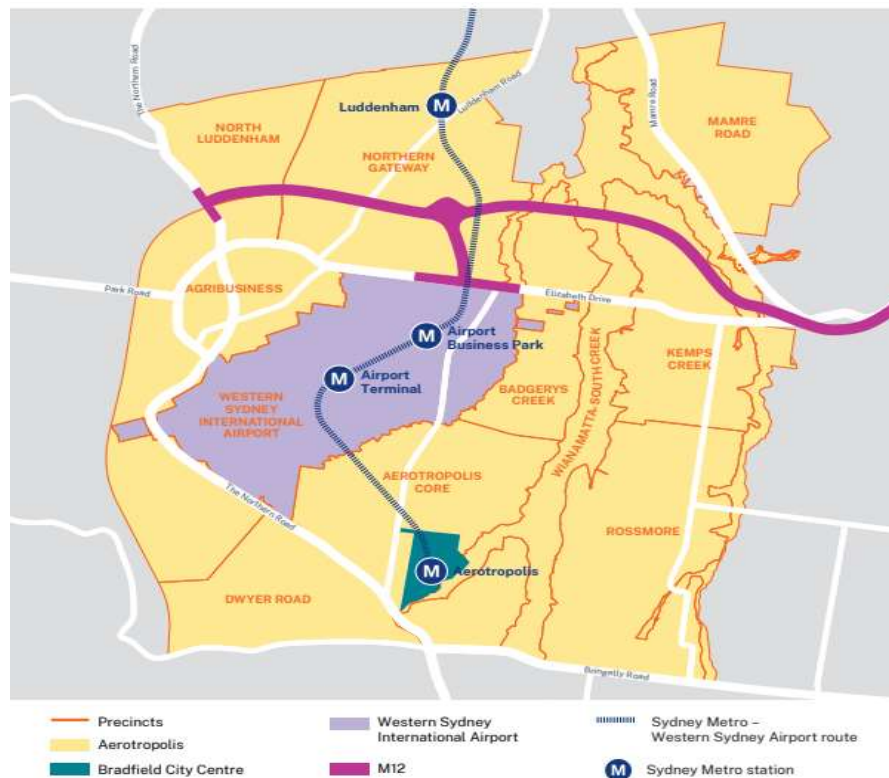 The Northern Road
Luddenham
M
Luddenham Road
Mamre Road
NORTH
LUDDENHAM
NORTHERN
GATEWAY
MAMRE
ROAD
Park Road
AGRIBUSINESS
Elizabeth Drive
M
Airport
Business Park
M
Airport
Terminal
WESTERN
SYDNEY
INTERNATIONAL
AIRPORT
BADGERYS
CREEK
WIANAMATTA-SOUTH CREEK
KEMPS
CREEK
AEROTROPOLIS
CORE
The Northern Road
ROSSMORE
M
Aerotropolis
DWYER ROAD
Bringelly Road
Precincts
Aerotropolis
Bradfield City Centre
Western Sydney
International Airport
M12
Sydney Metro –
Western Sydney Airport route
M
Sydney Metro station